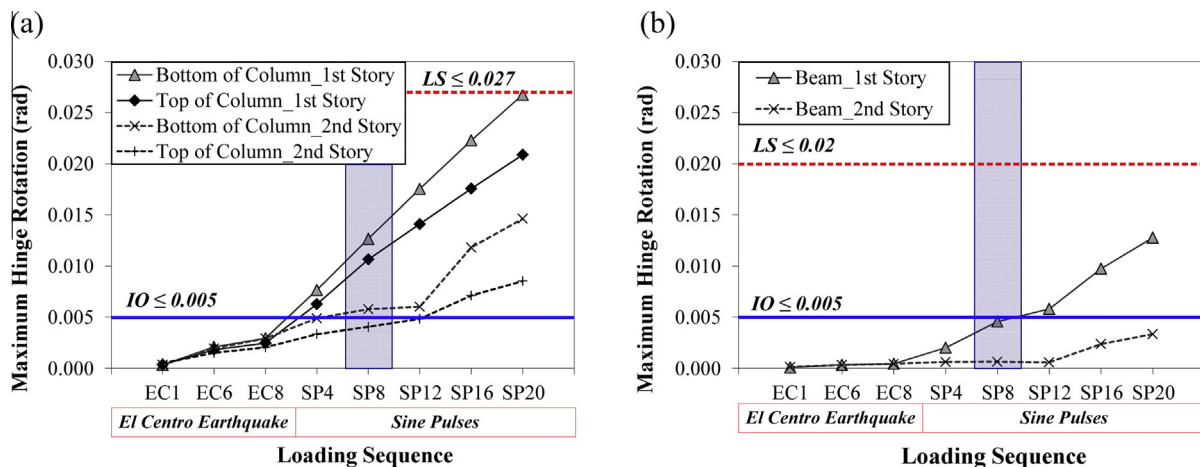 (a)
Maximum Hinge Rotation (rad)
0.030
0.025
0.020
0.015
0.010
0.005
0.000
Bottom of Column_1st Story
Top of Column_1st Story
Bottom of Column_2nd Story
Top of Column_2nd Story
LS ≤ 0.027
IO ≤ 0.005
EC1 EC6 EC8 SP4 SP8 SP12 SP16 SP20
El Centro Earthquake Sine Pulses
Loading Sequence
(b)
Maximum Hinge Rotation (rad)
0.030
0.025
0.020
0.015
0.010
0.005
0.000
Beam_1st Story
Beam_2nd Story
LS ≤ 0.02
IO ≤ 0.005
EC1 EC6 EC8 SP4 SP8 SP12 SP16 SP20
El Centro Earthquake Sine Pulses
Loading Sequence